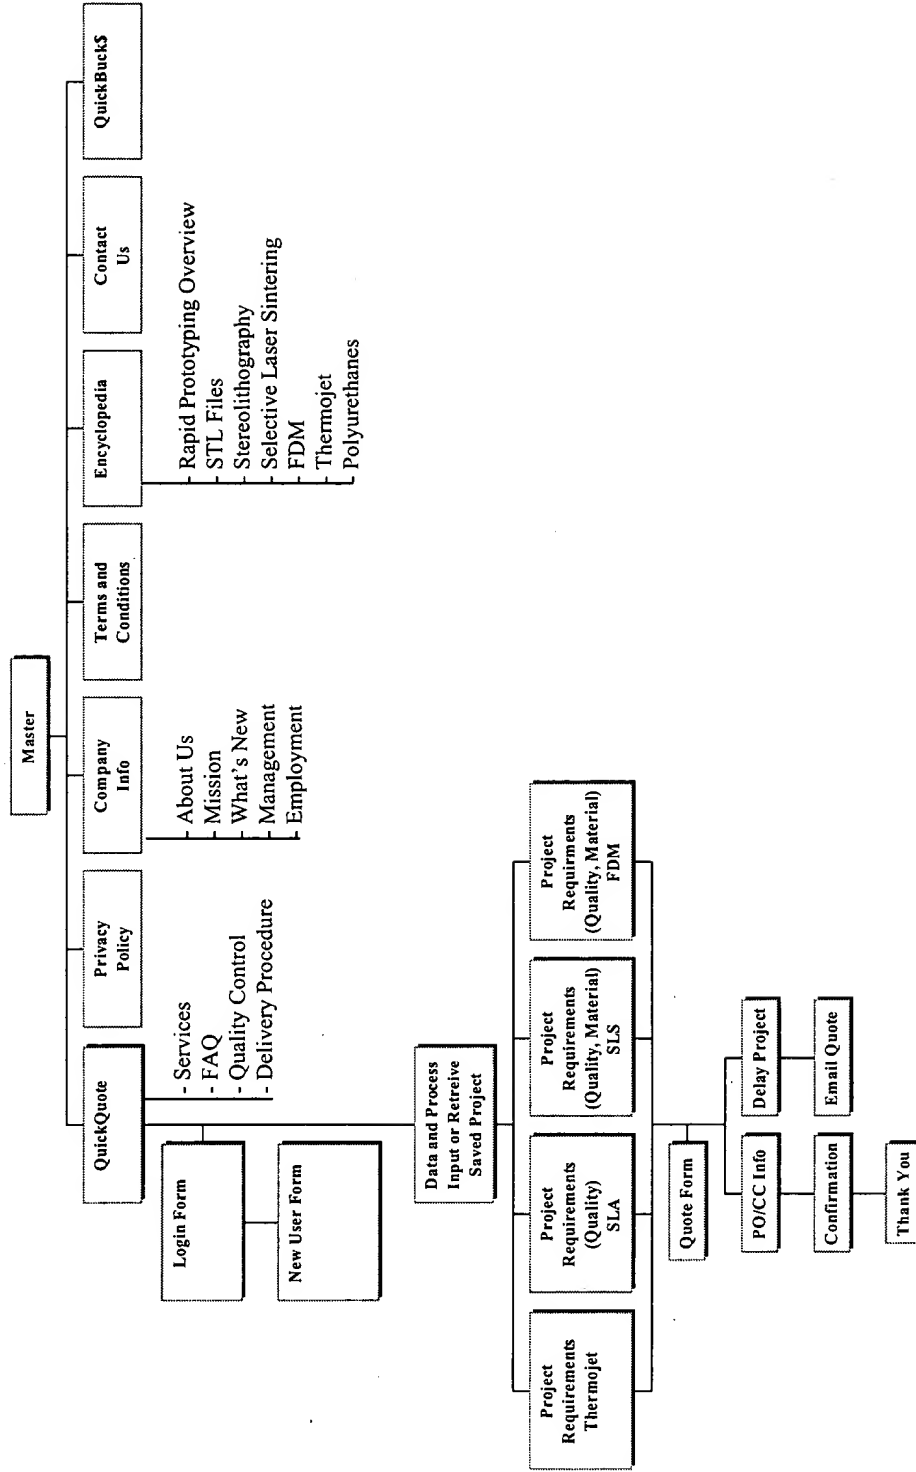 Master
QuickQuote
Privacy
Policy
Company
Info
Terms and
Conditions
Encyclopedia
Contact
Us
QuickBuck$
- Services
- FAQ
- Quality Control
- Delivery Procedure
About Us
Mission
What's New
Management
Employment
Rapid Prototyping Overview
STL Files
Stereolithography
Selective Laser Sintering
FDM
Thermojet
Polyurethanes
Login Form
New User Form
Data and Process
Input or Retreive
Saved Project
Project
Requirements
Thermojet
Project
Requirements
(Quality)
SLA
Project
Requirements
(Quality, Material)
SLS
Project
Requirments
(Quality, Material)
FDM
Quote Form
PO/CC Info
Delay Project
Confirmation
Email Quote
Thank You